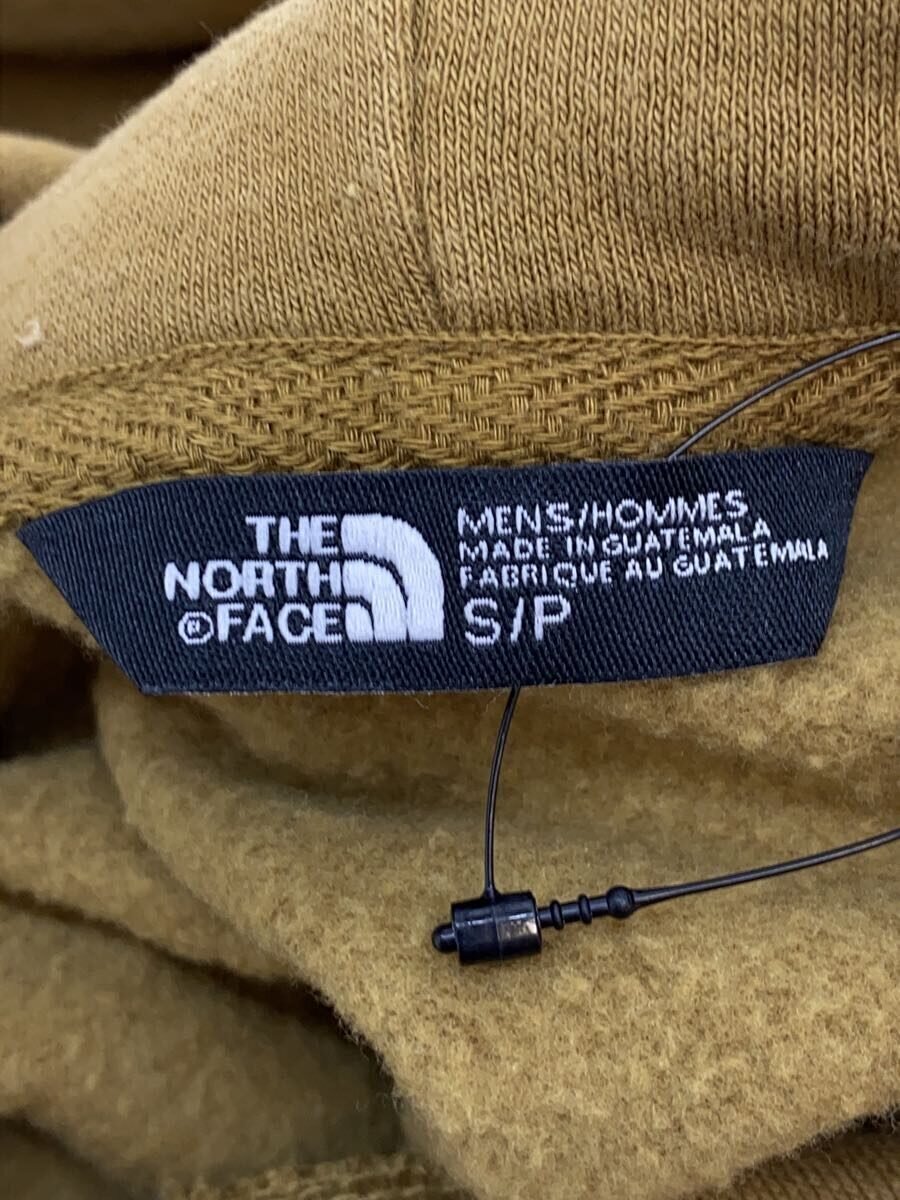 THE
NORTH
®FACE
MENS/HOMMES
MADE IN GUATEMALA
FABRIQUE AU GUATEMALA
S/P